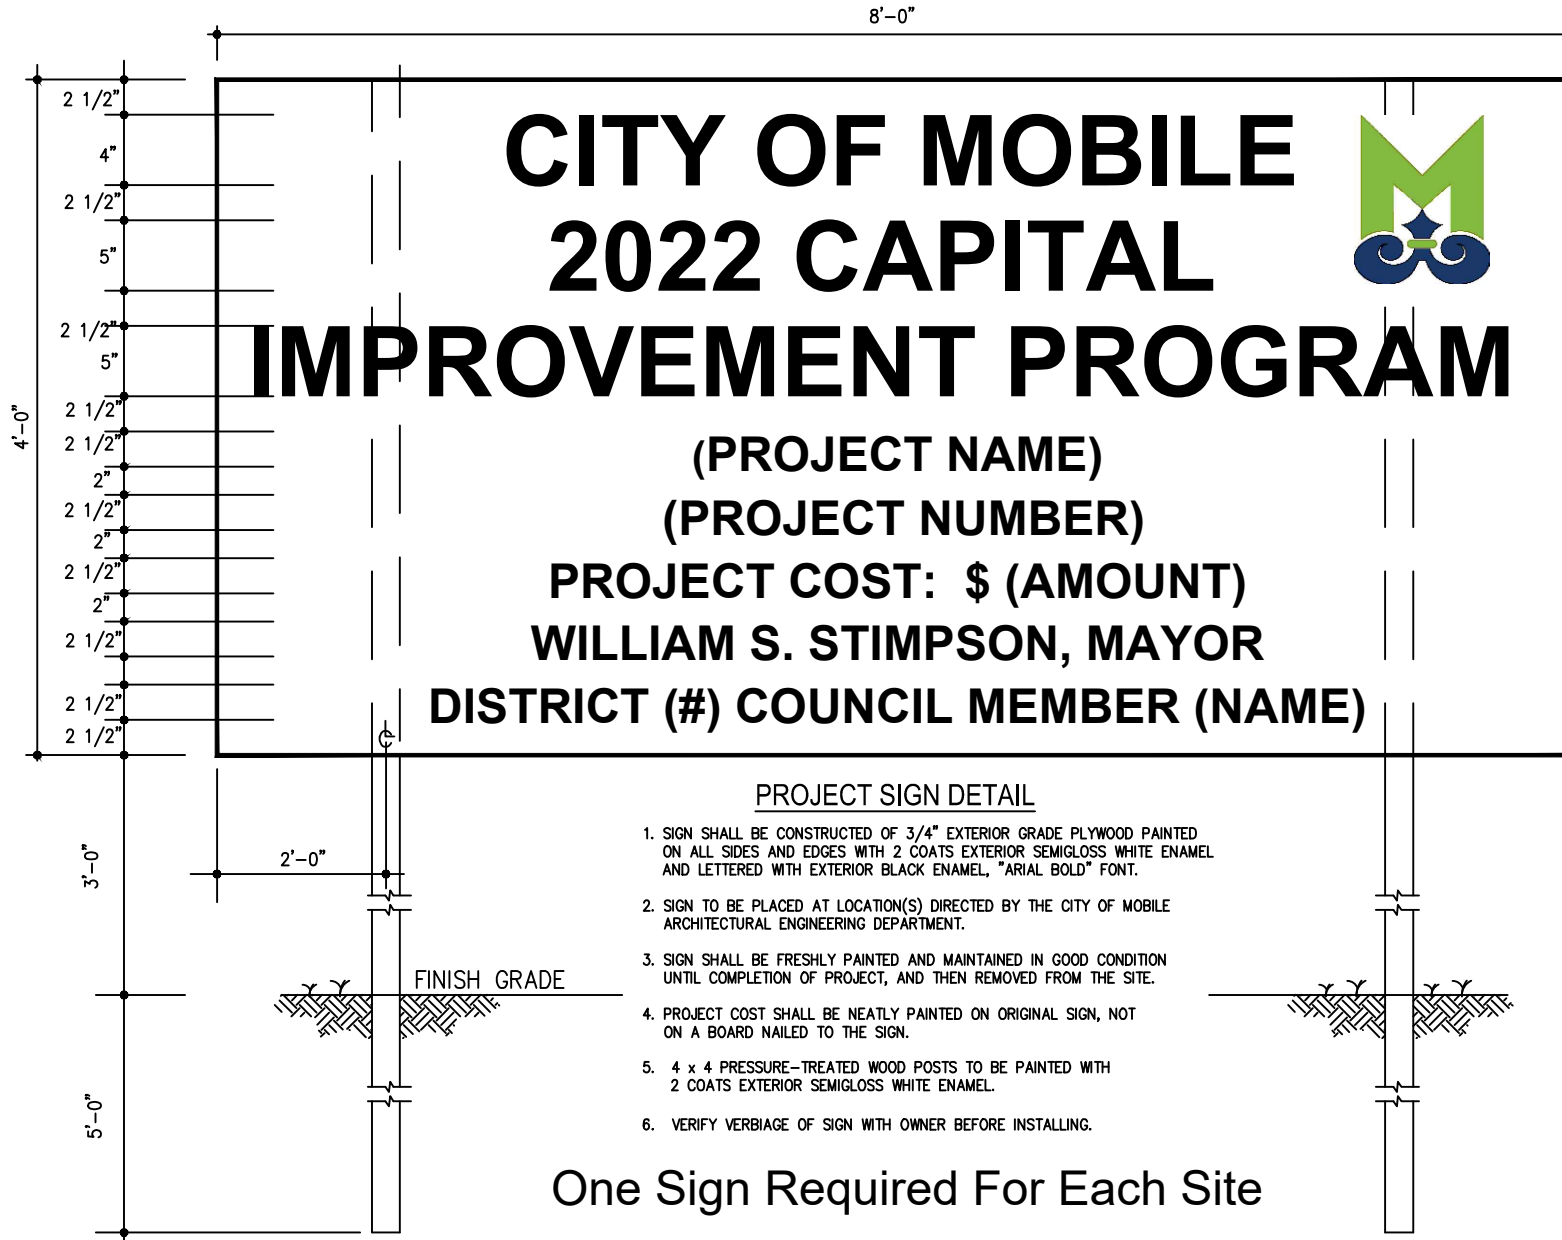 8'-0"
2 1/2"
4"
2 1/2"
5"
2 1/2"
5"
2 1/2"
2 1/2"
2"
2 1/2"
2"
2 1/2"
2"
2 1/2"
2 1/2"
2 1/2"
4'-0"
CITY OF MOBILE
2022 CAPITAL
IMPROVEMENT PROGRAM
(PROJECT NAME)
(PROJECT NUMBER)
PROJECT COST: $ (AMOUNT)
WILLIAM S. STIMPSON, MAYOR
DISTRICT (#) COUNCIL MEMBER (NAME)
℄
3'-0"
2'-0"
FINISH GRADE
5'-0"
PROJECT SIGN DETAIL
1. SIGN SHALL BE CONSTRUCTED OF 3/4" EXTERIOR GRADE PLYWOOD PAINTED
ON ALL SIDES AND EDGES WITH 2 COATS EXTERIOR SEMIGLOSS WHITE ENAMEL
AND LETTERED WITH EXTERIOR BLACK ENAMEL, "ARIAL BOLD" FONT.
2. SIGN TO BE PLACED AT LOCATION(S) DIRECTED BY THE CITY OF MOBILE
ARCHITECTURAL ENGINEERING DEPARTMENT.
3. SIGN SHALL BE FRESHLY PAINTED AND MAINTAINED IN GOOD CONDITION
UNTIL COMPLETION OF PROJECT, AND THEN REMOVED FROM THE SITE.
4. PROJECT COST SHALL BE NEATLY PAINTED ON ORIGINAL SIGN, NOT
ON A BOARD NAILED TO THE SIGN.
5. 4 x 4 PRESSURE-TREATED WOOD POSTS TO BE PAINTED WITH
2 COATS EXTERIOR SEMIGLOSS WHITE ENAMEL.
6. VERIFY VERBIAGE OF SIGN WITH OWNER BEFORE INSTALLING.
One Sign Required For Each Site